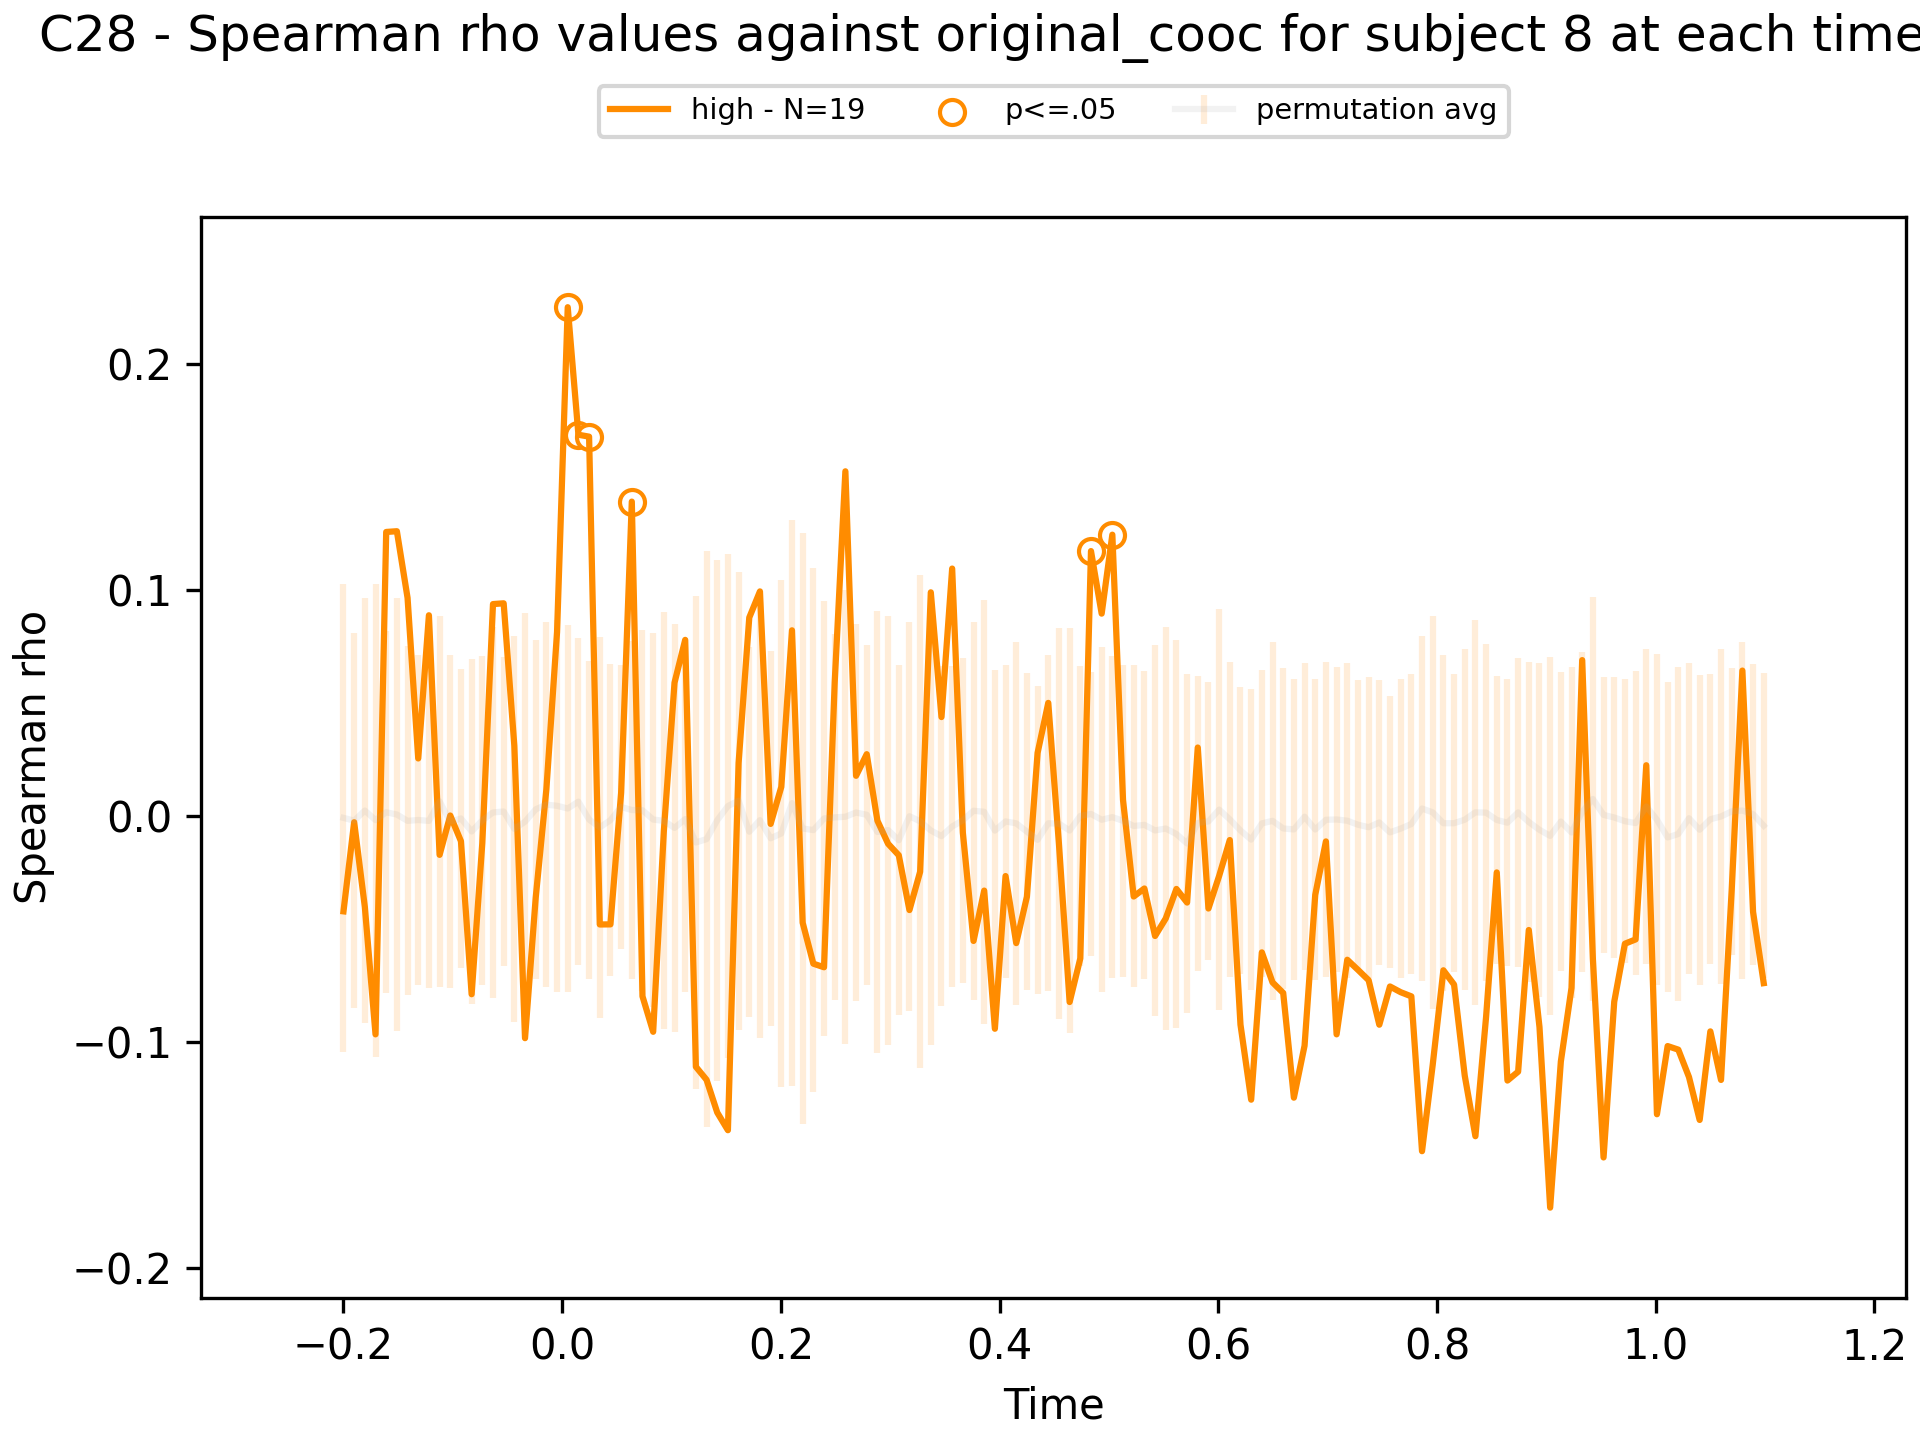 C28 - Spearman rho values against original_cooc for subject 8 at each time
high - N=19 p<=.05 permutation avg
Spearman rho
0.2
0.1
0.0
−0.1
−0.2
−0.2 0.0 0.2 0.4 0.6 0.8 1.0 1.2
Time